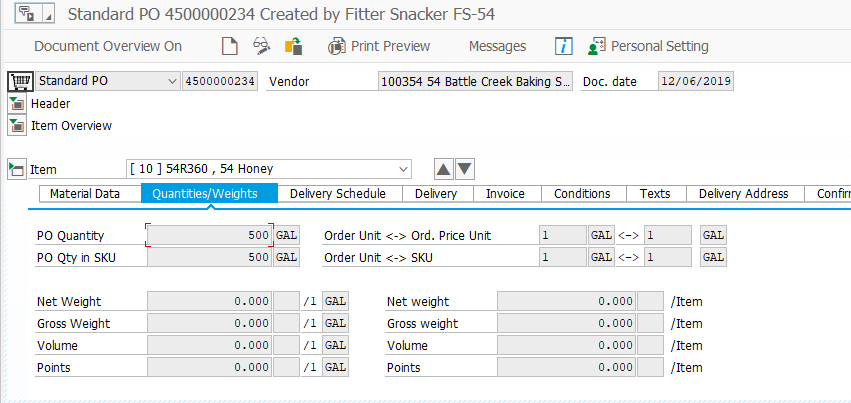 Standard PO 4500000234 Created by Fitter Snacker FS-54
Document Overview On Print Preview Messages Personal Setting
Standard PO 4500000234 Vendor 100354 54 Battle Creek Baking S... Doc. date 12/06/2019
Header
Item Overview
Item [ 10 ] 54R360 , 54 Honey
Material Data Quantities/Weights Delivery Schedule Delivery Invoice Conditions Texts Delivery Address Confir
PO Quantity 500 GAL Order Unit <-> Ord. Price Unit 1 GAL <-> 1 GAL
PO Qty in SKU 500 GAL Order Unit <-> SKU 1 GAL <-> 1 GAL
Net Weight 0.000 /1 GAL Net weight 0.000 /Item
Gross Weight 0.000 /1 GAL Gross weight 0.000 /Item
Volume 0.000 /1 GAL Volume 0.000 /Item
Points 0.000 /1 GAL Points 0.000 /Item